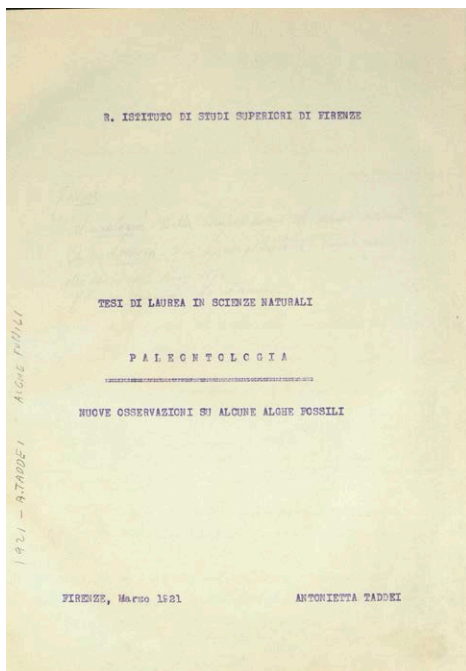 R. ISTITUTO DI STUDI SUPERIORI DI FIRENZE
TESI DI LAUREA IN SCIENZE NATURALI
PALEONTOLOGIA
NUOVE OSSERVAZIONI SU ALCUNE ALGHE FOSSILI
FIRENZE, Marzo 1921
ANTONIETTA TADDEI
1921 - A.TADDEI ALGHE FOSSILI